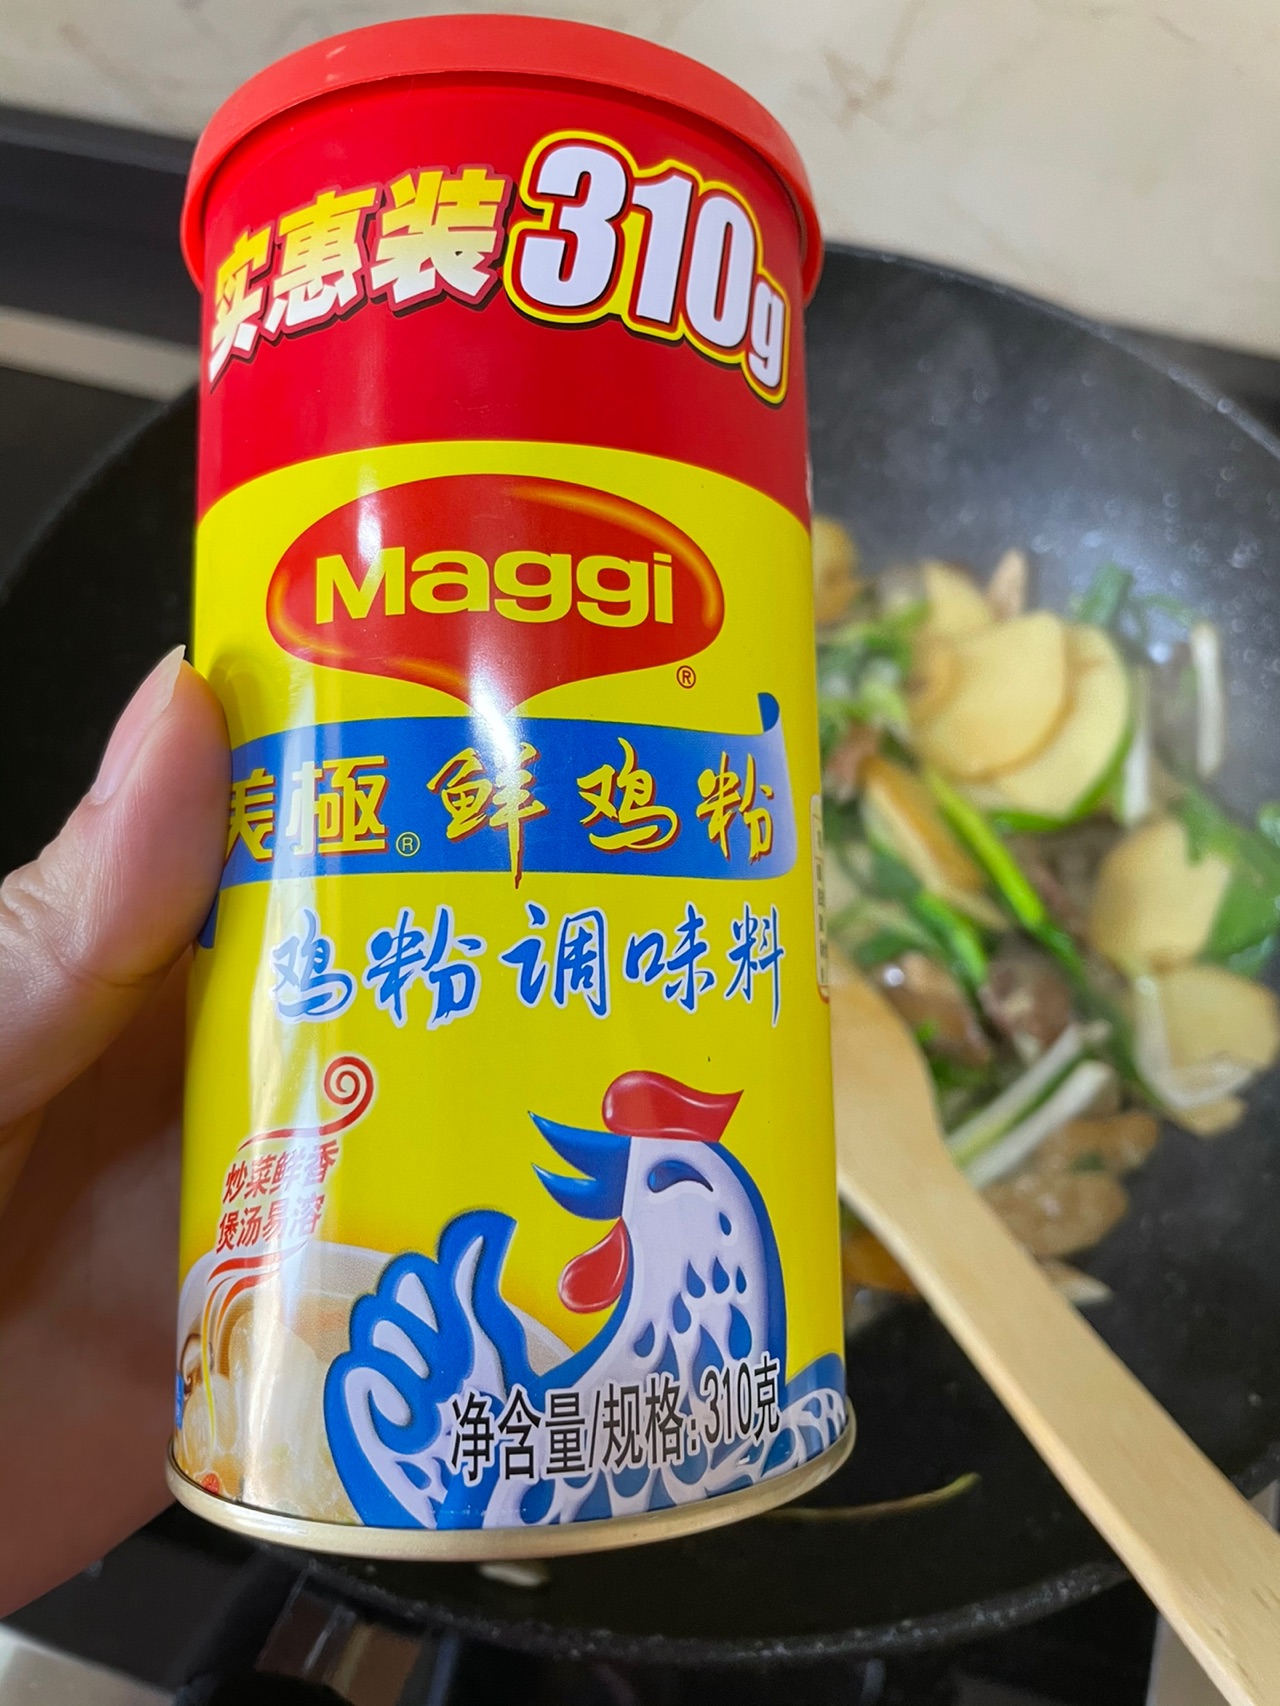 实惠装310g
Maggi
®
美極®鲜鸡粉
鸡粉调味料
炒菜鲜香
煲汤易溶
净含量/规格:310克